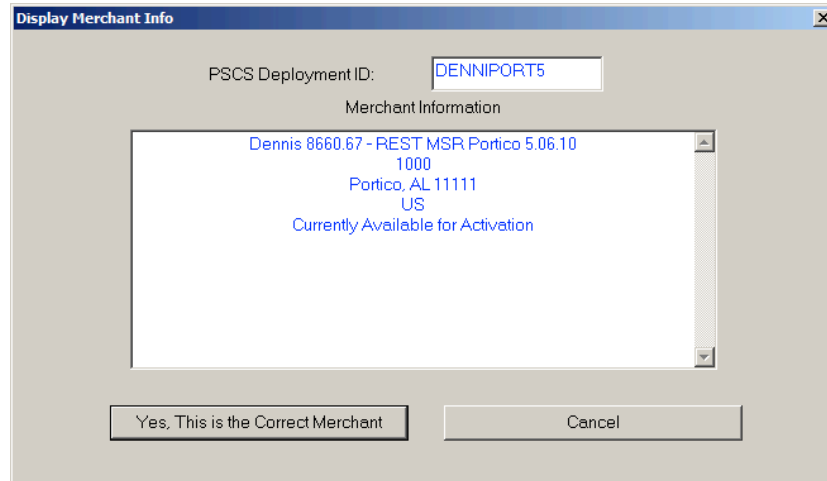 Display Merchant Info
PSCS Deployment ID: DENNIPORT5
Merchant Information
Dennis 8660.67 - REST MSR Portico 5.06.10
1000
Portico, AL 11111
US
Currently Available for Activation
Yes, This is the Correct Merchant Cancel